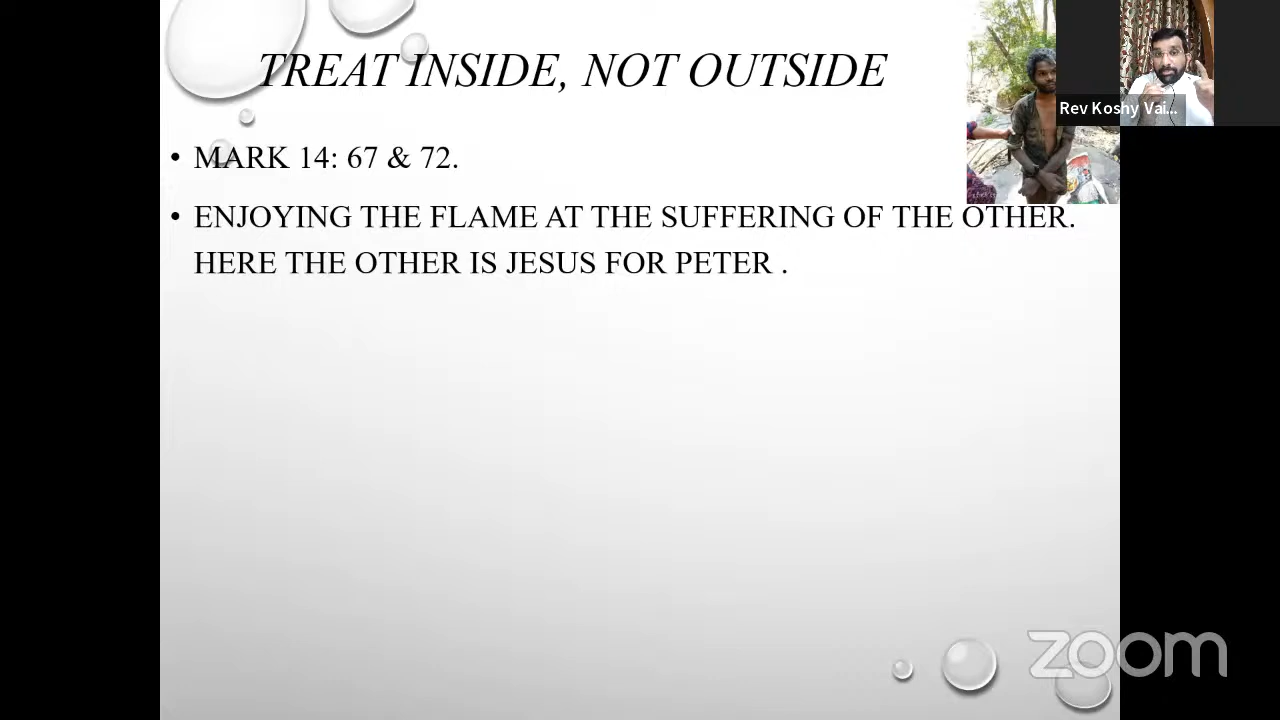 TREAT INSIDE, NOT OUTSIDE
• MARK 14: 67 & 72.
• ENJOYING THE FLAME AT THE SUFFERING OF THE OTHER.
HERE THE OTHER IS JESUS FOR PETER .
Rev Koshy Vai...
zoom